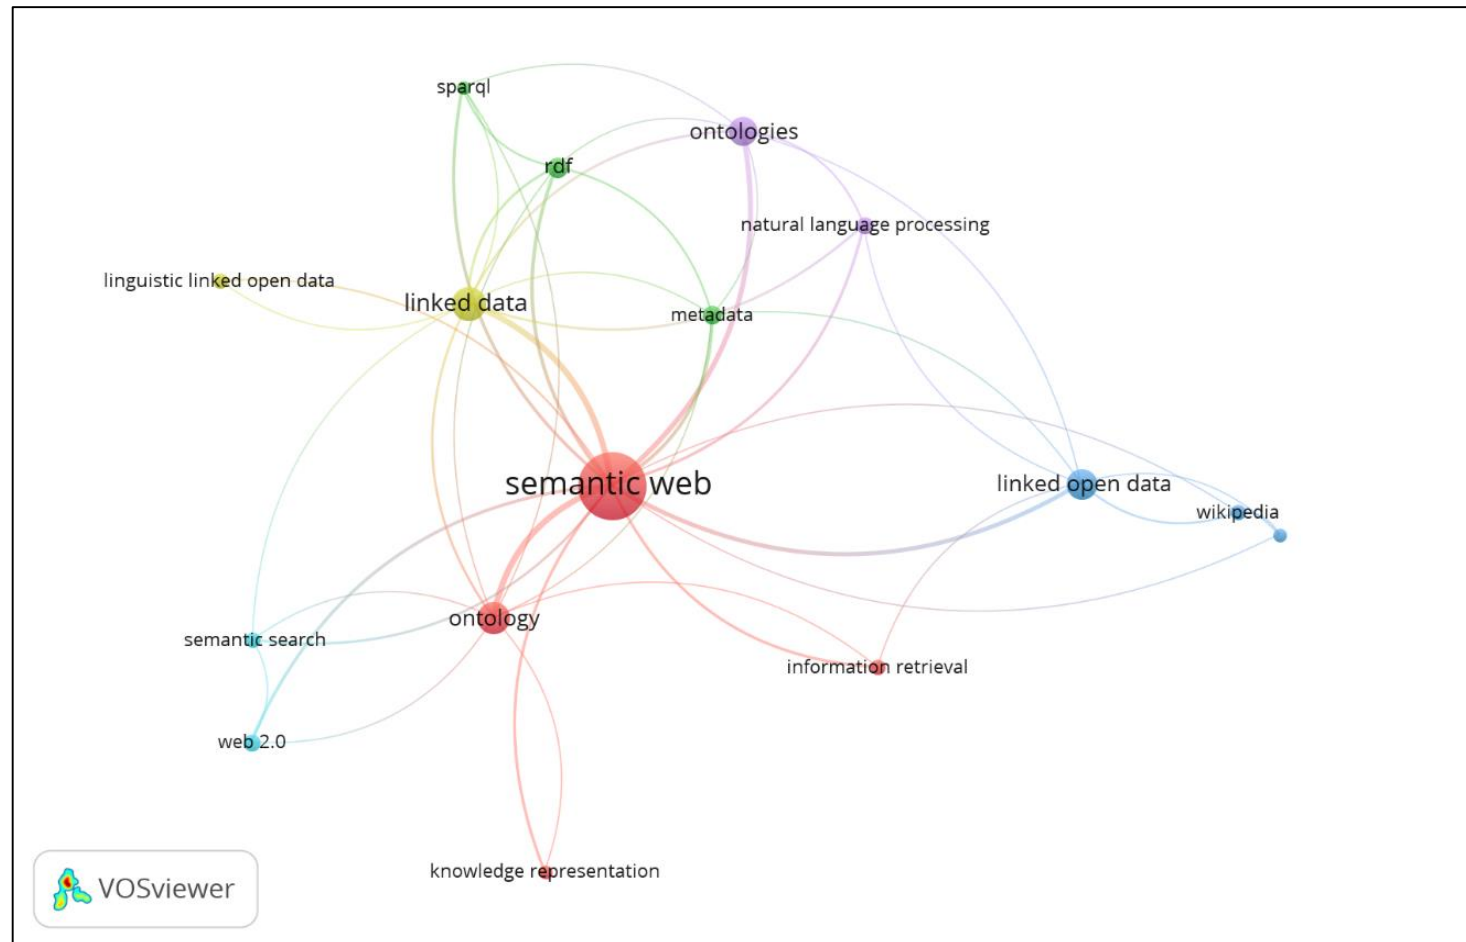 sparql
ontologies
rdf
natural language processing
linguistic linked open data
linked data
metadata
semantic web
linked open data
wikipedia
ontology
semantic search
information retrieval
web 2.0
knowledge representation
VOSviewer